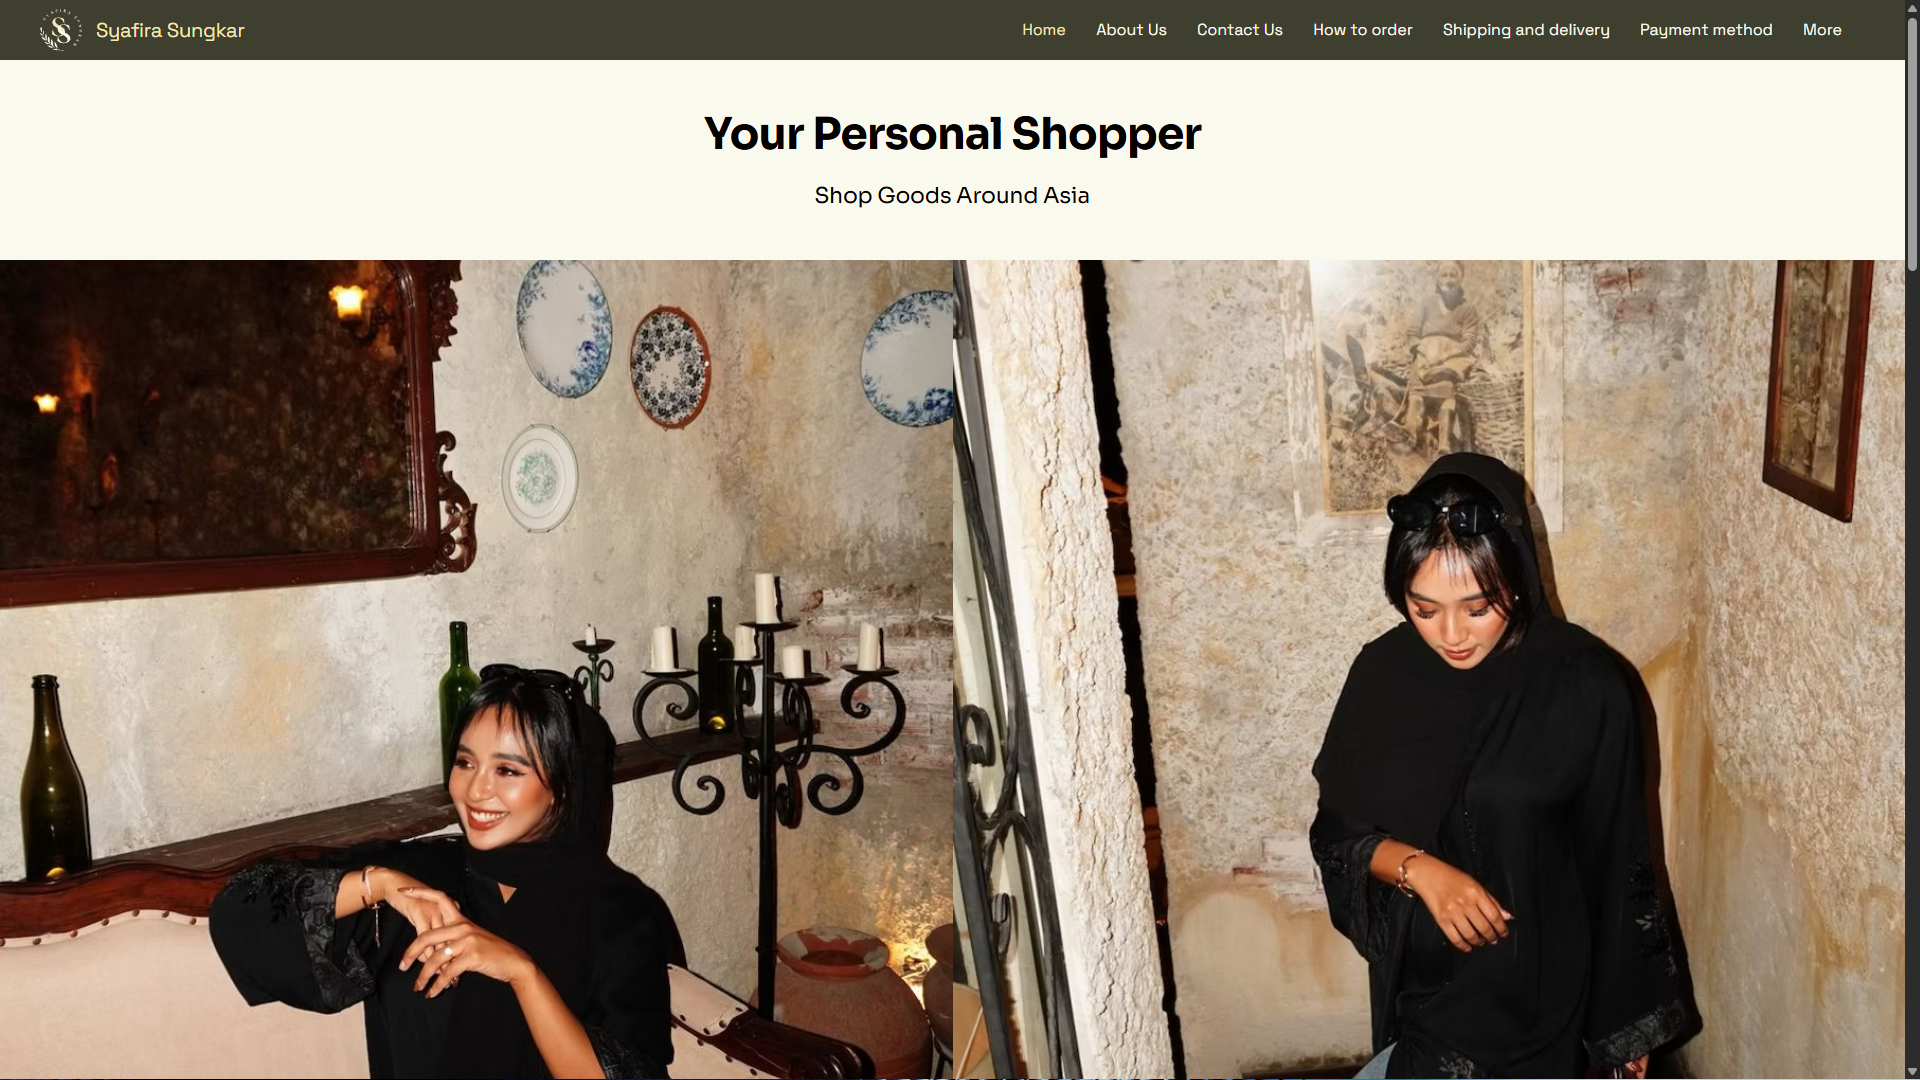 Syafira Sungkar
Home
About Us
Contact Us
How to order
Shipping and delivery
Payment method
More
Your Personal Shopper
Shop Goods Around Asia